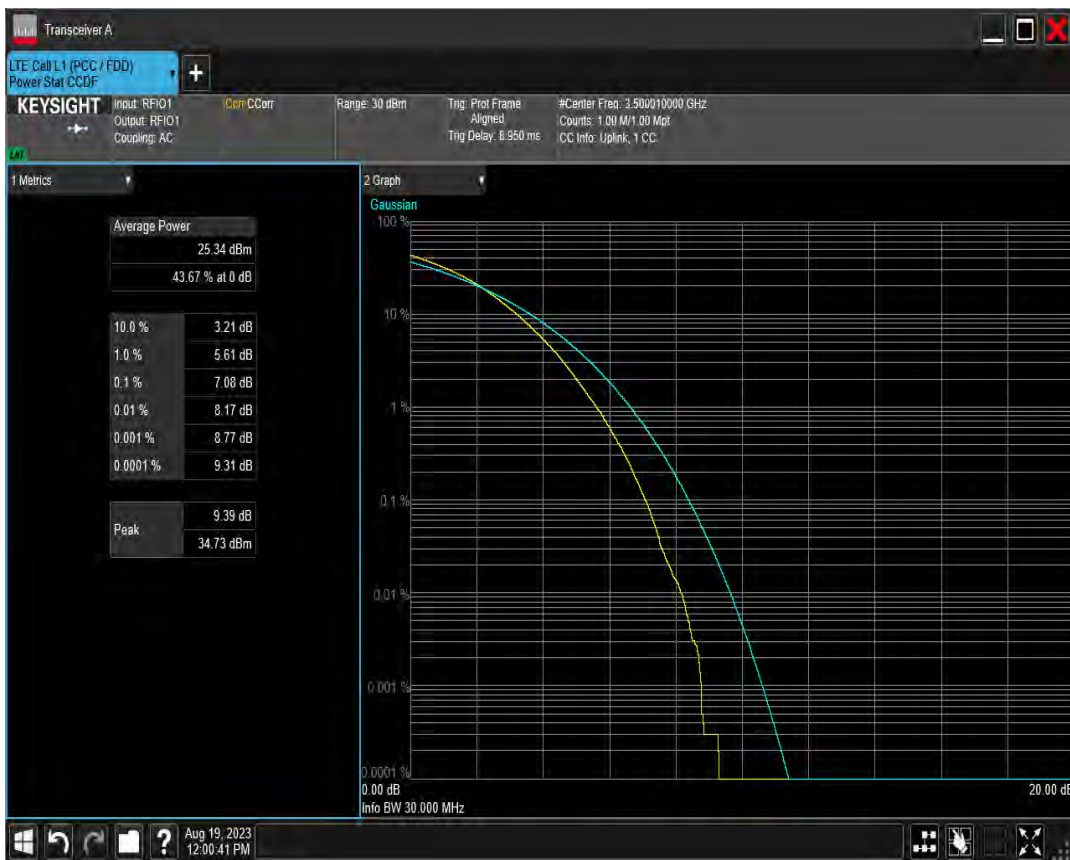 Transceiver A
LTE Cell L1 (PCC / FDD)
Power Stat CCDF
KEYSIGHT
Input: RFIO1
Output: RFIO1
Coupling: AC
Corr CCorr
Range: 30 dBm
Trig: Prot Frame
Aligned
Trig Delay: 8.950 ms
#Center Freq: 3.500010000 GHz
Counts: 1.00 M/1.00 Mpt
CC Info: Uplink, 1 CC
1 Metrics
Average Power
25.34 dBm
43.67 % at 0 dB
10.0 % 3.21 dB
1.0 % 5.61 dB
0.1 % 7.08 dB
0.01 % 8.17 dB
0.001 % 8.77 dB
0.0001 % 9.31 dB
Peak
9.39 dB
34.73 dBm
2 Graph
Gaussian
100 %
10 %
1 %
0.1 %
0.01 %
0.001 %
0.0001 %
0.00 dB
20.00 dB
Info BW 30.000 MHz
?
Aug 19, 2023
12:00:41 PM